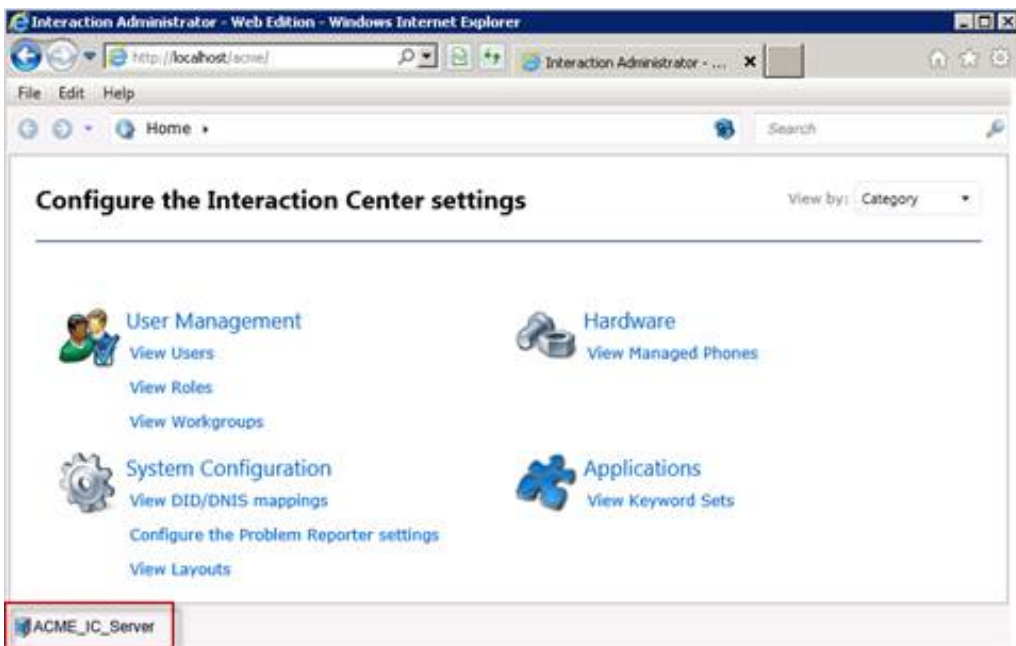 Interaction Administrator - Web Edition - Windows Internet Explorer
http://localhost/acme/
Interaction Administrator - ...
File Edit Help
Home
Search
Configure the Interaction Center settings
View by: Category
User Management
View Users
View Roles
View Workgroups
Hardware
View Managed Phones
System Configuration
View DID/DNIS mappings
Configure the Problem Reporter settings
View Layouts
Applications
View Keyword Sets
ACME_IC_Server